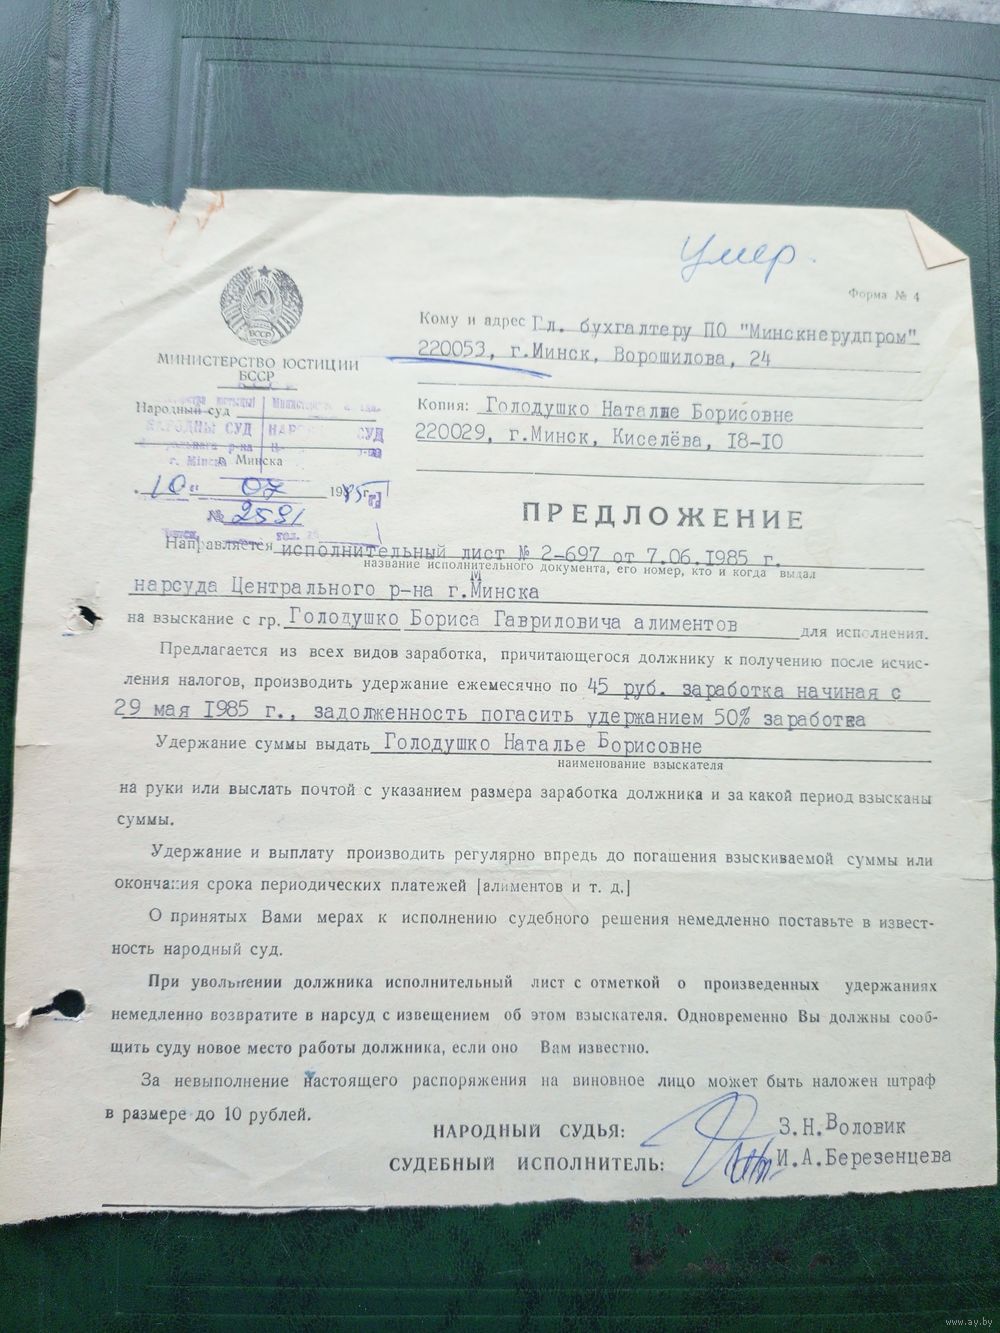 Умер.
Форма № 4
БССР
МИНИСТЕРСТВО ЮСТИЦИИ
БССР
Народный суд
НАРОДНЫ СУД
СУД
г. Мінска
г. Минска
10 " 07 1985 г.
№ 2591
Кому и адрес Гл. бухгалтеру ПО "Минскнерудпром"
220053, г.Минск, Ворошилова, 24
Копия: Голодушко Наталие Борисовне
220029, г.Минск, Киселёва, 18-10
ПРЕДЛОЖЕНИЕ
Направляется исполнительный лист № 2-697 от 7.06.1985 г.
название исполнительного документа, его номер, кто и когда выдал
нарсуда Центрального р-на г.Минска
на взыскание с гр. Голодушко Бориса Гавриловича алиментов для исполнения.
Предлагается из всех видов заработка, причитающегося должнику к получению после исчис-
ления налогов, производить удержание ежемесячно по 45 руб. заработка начиная с
29 мая 1985 г., задолженность погасить удержанием 50% заработка
Удержание суммы выдать Голодушко Наталье Борисовне
наименование взыскателя
на руки или выслать почтой с указанием размера заработка должника и за какой период взысканы
суммы.
Удержание и выплату производить регулярно впредь до погашения взыскиваемой суммы или
окончания срока периодических платежей [алиментов и т. д.]
О принятых Вами мерах к исполнению судебного решения немедленно поставьте в извест-
ность народный суд.
При увольнении должника исполнительный лист с отметкой о произведенных удержаниях
немедленно возвратите в нарсуд с извещением об этом взыскателя. Одновременно Вы должны сооб-
щить суду новое место работы должника, если оно Вам известно.
За невыполнение настоящего распоряжения на виновное лицо может быть наложен штраф
в размере до 10 рублей.
НАРОДНЫЙ СУДЬЯ: З.Н.Воловик
СУДЕБНЫЙ ИСПОЛНИТЕЛЬ: И.А.Березенцева
www.ay.by